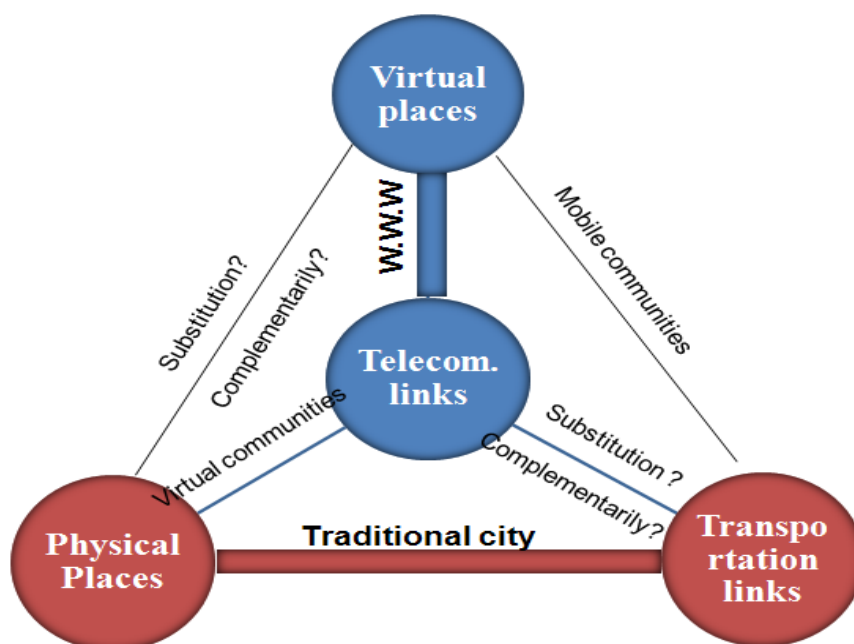 Virtual
places
W.W.W
Substitution?
Complementarily?
Mobile communities
Telecom.
links
Virtual communities
Substitution ?
Complementarily?
Traditional city
Physical
Places
Transpo
rtation
links